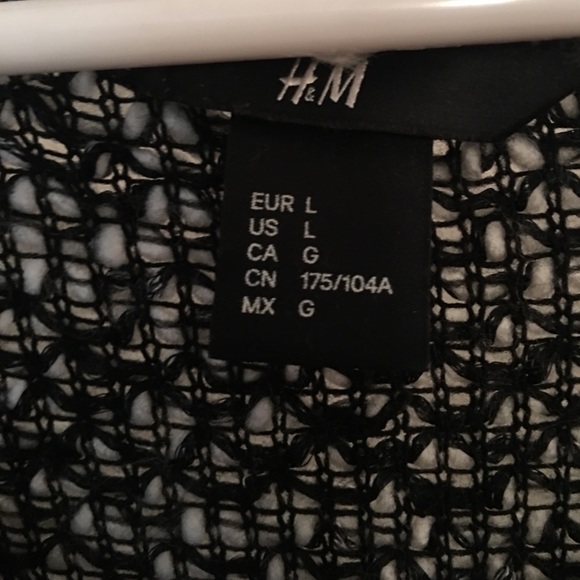 H&M
EUR L
US L
CA G
CN 175/104A
MX G